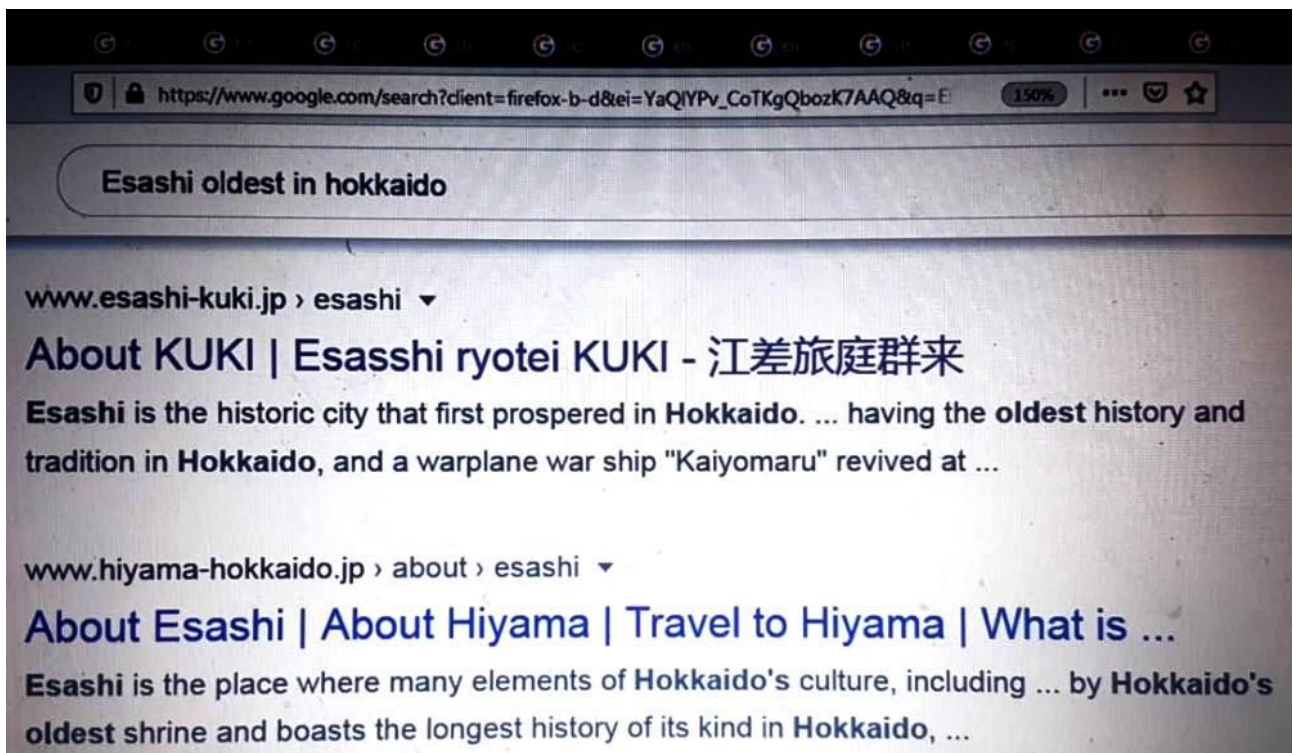 https://www.google.com/search?client=firefox-b-d&ei=YaQIYPv_CoTKgQbozK7AAQ&q=E
150%
Esashi oldest in hokkaido
www.esashi-kuki.jp › esashi
About KUKI | Esasshi ryotei KUKI - 江差旅庭群来
Esashi is the historic city that first prospered in Hokkaido. ... having the oldest history and
tradition in Hokkaido, and a warplane war ship "Kaiyomaru" revived at ...
www.hiyama-hokkaido.jp › about › esashi
About Esashi | About Hiyama | Travel to Hiyama | What is ...
Esashi is the place where many elements of Hokkaido's culture, including ... by Hokkaido's
oldest shrine and boasts the longest history of its kind in Hokkaido, ...